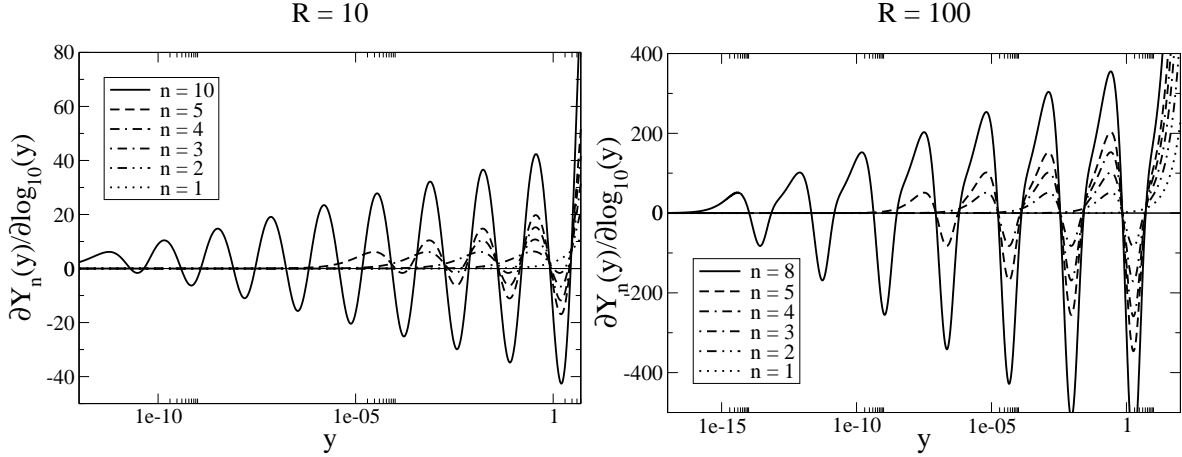 R = 10
∂Y_n(y)/∂log_10(y)
80
60
40
20
0
-20
-40
n = 10
n = 5
n = 4
n = 3
n = 2
n = 1
1e-10
1e-05
1
y
R = 100
∂Y_n(y)/∂log_10(y)
400
200
0
-200
-400
n = 8
n = 5
n = 4
n = 3
n = 2
n = 1
1e-15
1e-10
1e-05
1
y